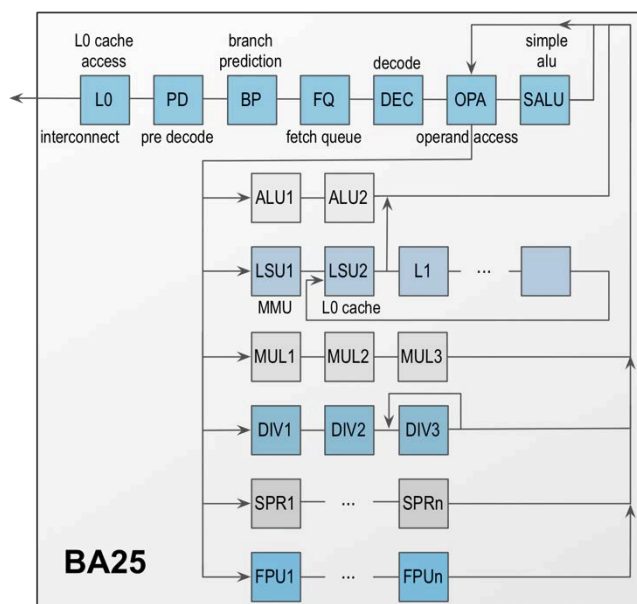 L0 cache
access
branch
prediction
decode
simple
alu
L0
PD
BP
FQ
DEC
OPA
SALU
interconnect
pre decode
fetch queue
operand access
ALU1
ALU2
LSU1
LSU2
L1
...
MMU
L0 cache
MUL1
MUL2
MUL3
DIV1
DIV2
DIV3
SPR1
...
SPRn
BA25
FPU1
...
FPUn